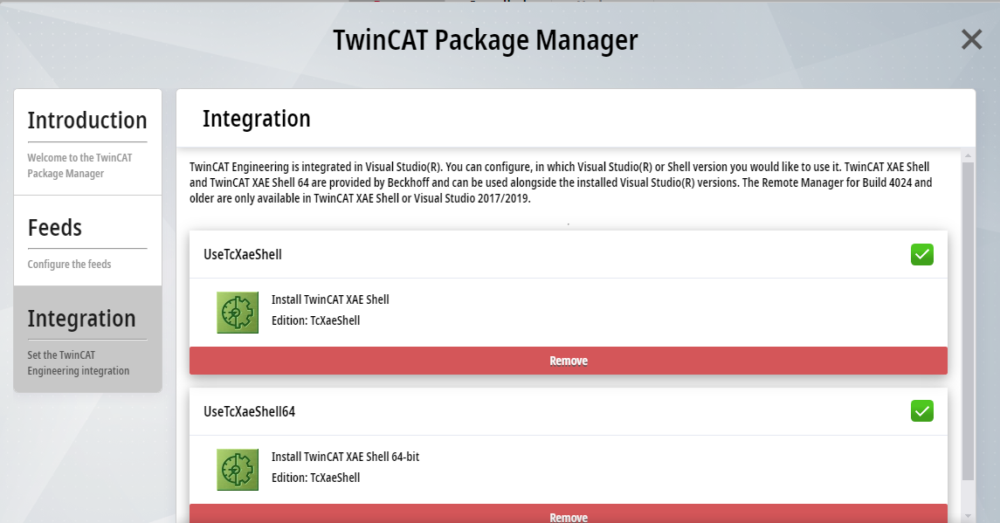 TwinCAT Package Manager
Introduction
Welcome to the TwinCAT
Package Manager
Feeds
Configure the feeds
Integration
Set the TwinCAT
Engineering integration
Integration
TwinCAT Engineering is integrated in Visual Studio(R). You can configure, in which Visual Studio(R) or Shell version you would like to use it. TwinCAT XAE Shell
and TwinCAT XAE Shell 64 are provided by Beckhoff and can be used alongside the installed Visual Studio(R) versions. The Remote Manager for Build 4024 and
older are only available in TwinCAT XAE Shell or Visual Studio 2017/2019.
UseTcXaeShell
Install TwinCAT XAE Shell
Edition: TcXaeShell
Remove
UseTcXaeShell64
Install TwinCAT XAE Shell 64-bit
Edition: TcXaeShell
Remove